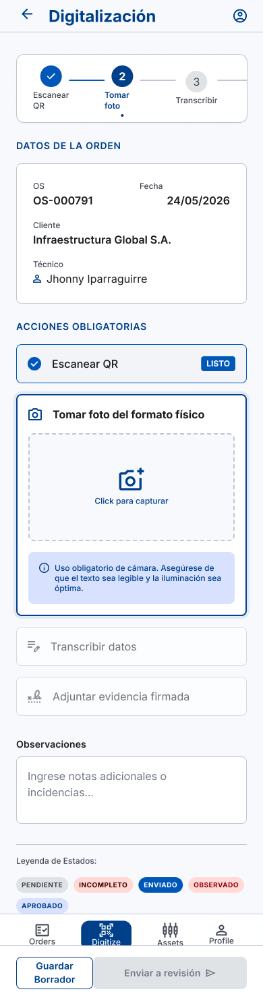 Digitalización
2
3
Escanear
QR
Tomar
foto
Transcribir
DATOS DE LA ORDEN
OS
Fecha
OS-000791
24/05/2026
Cliente
Infraestructura Global S.A.
Técnico
Jhonny Iparraguirre
ACCIONES OBLIGATORIAS
Escanear QR
LISTO
Tomar foto del formato físico
Click para capturar
Uso obligatorio de cámara. Asegúrese de
que el texto sea legible y la iluminación sea
óptima.
Transcribir datos
Adjuntar evidencia firmada
Observaciones
Ingrese notas adicionales o
incidencias...
Leyenda de Estados:
PENDIENTE
INCOMPLETO
ENVIADO
OBSERVADO
APROBADO
Orders
Digitize
Assets
Profile
Guardar
Borrador
Enviar a revisión